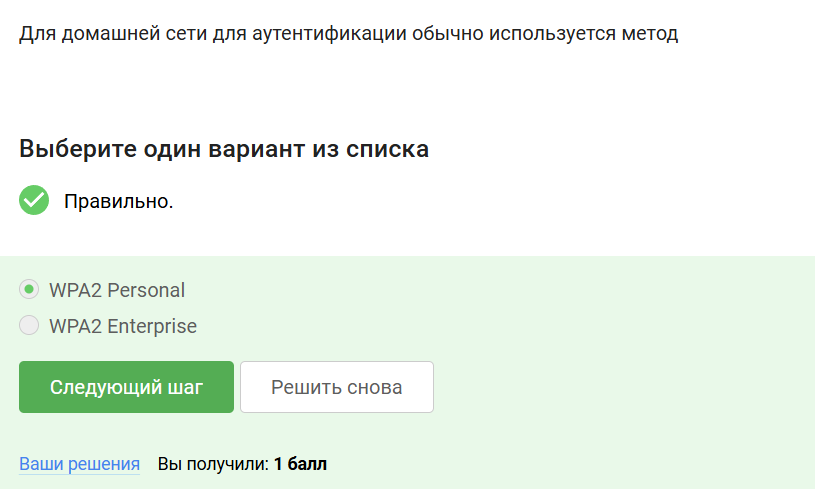 Для домашней сети для аутентификации обычно используется метод
Выберите один вариант из списка
Правильно.
WPA2 Personal
WPA2 Enterprise
Следующий шаг Решить снова
Ваши решения Вы получили: 1 балл